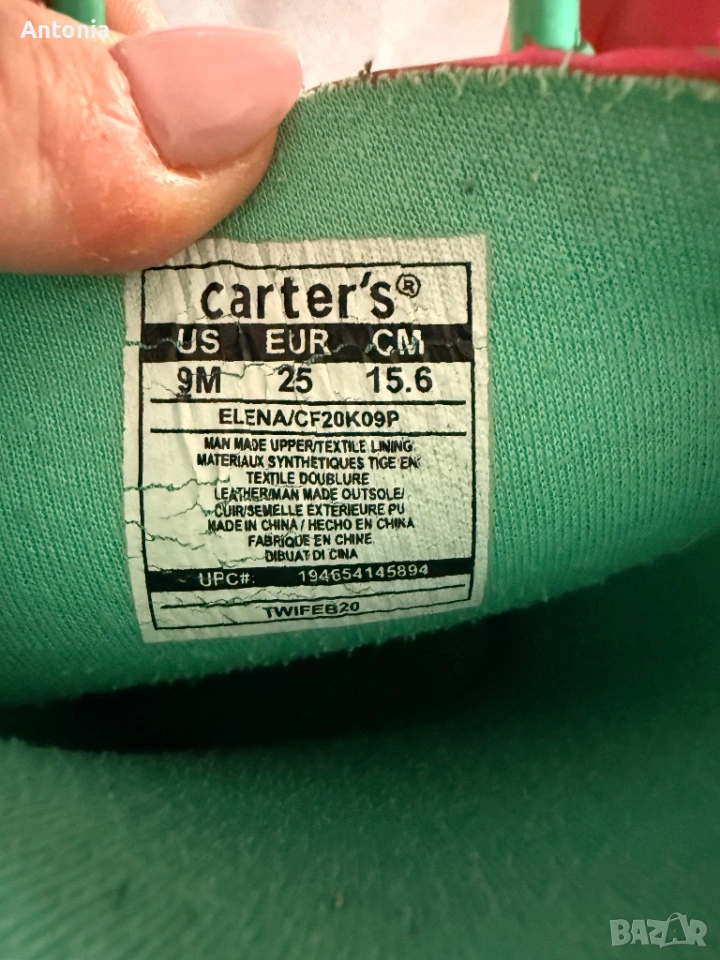 Antonia
carter's®
US EUR CM
9M 25 15.6
ELENA/CF20K09P
MAN MADE UPPER/TEXTILE LINING
MATERIAUX SYNTHETIQUES TIGE EN
TEXTILE DOUBLURE
LEATHER/MAN MADE OUTSOLE/
CUIR/SEMELLE EXTERIEURE PU
MADE IN CHINA / HECHO EN CHINA
FABRIQUE EN CHINE
DIBUAT DI CINA
UPC#: 194654145894
TWIFEB20
BAZAR